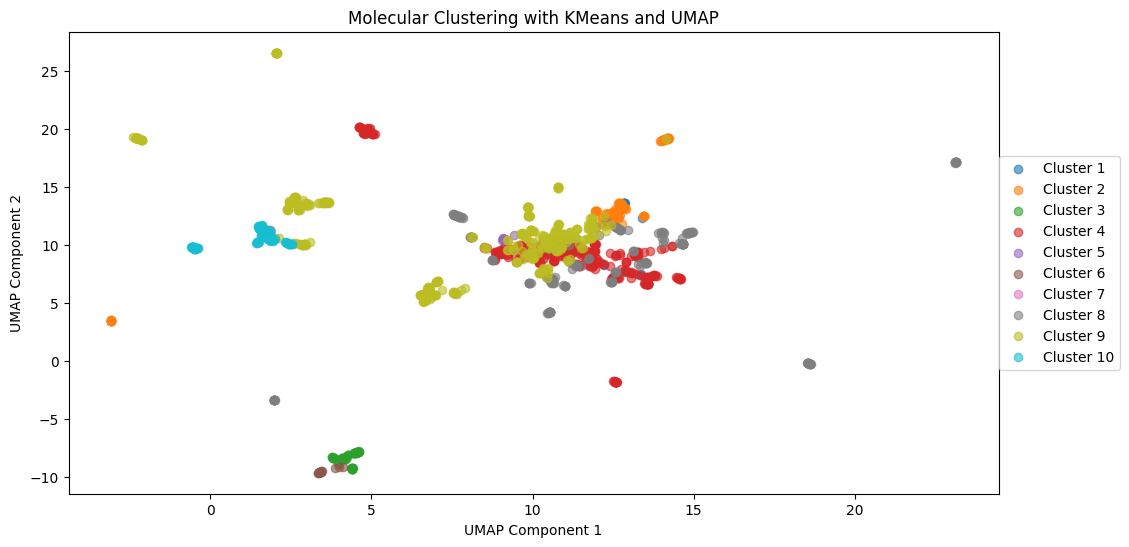 Molecular Clustering with KMeans and UMAP
UMAP Component 2
25
20
15
10
5
0
−5
−10
0
5
10
15
20
UMAP Component 1
Cluster 1
Cluster 2
Cluster 3
Cluster 4
Cluster 5
Cluster 6
Cluster 7
Cluster 8
Cluster 9
Cluster 10